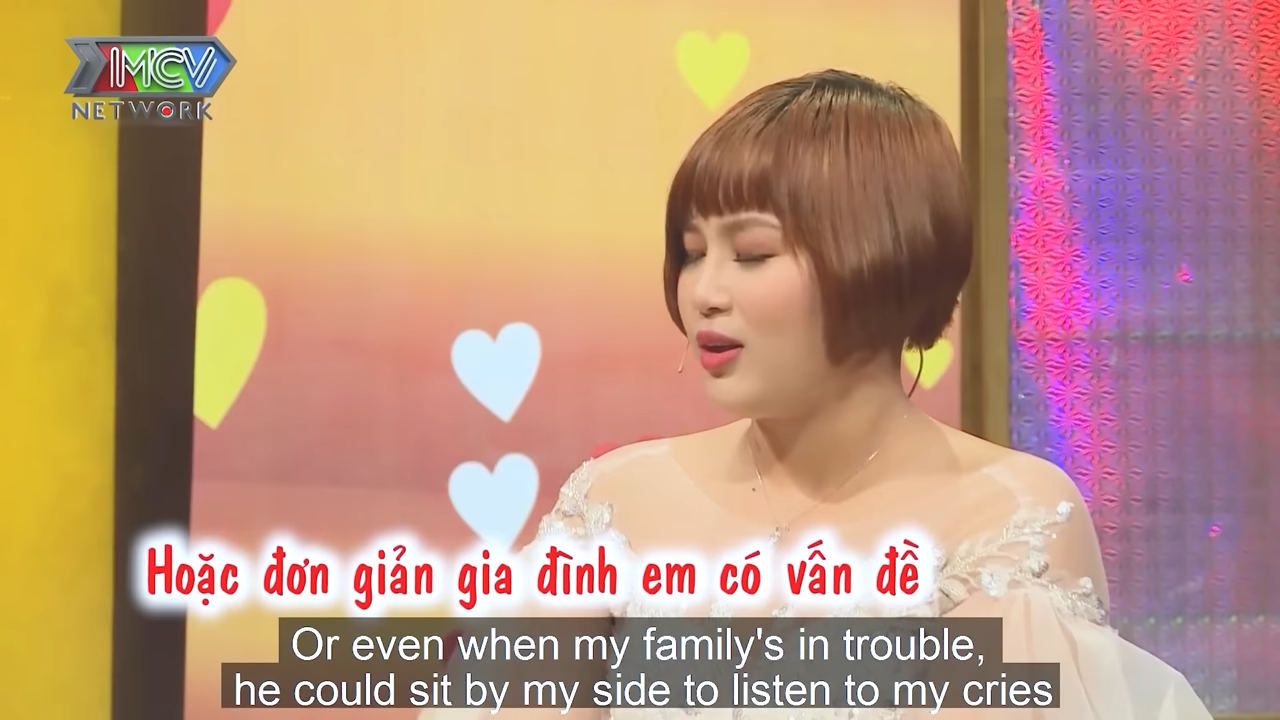 MCV
NETWORK
Hoặc đơn giản gia đình em có vấn đề
Or even when my family's in trouble,
he could sit by my side to listen to my cries